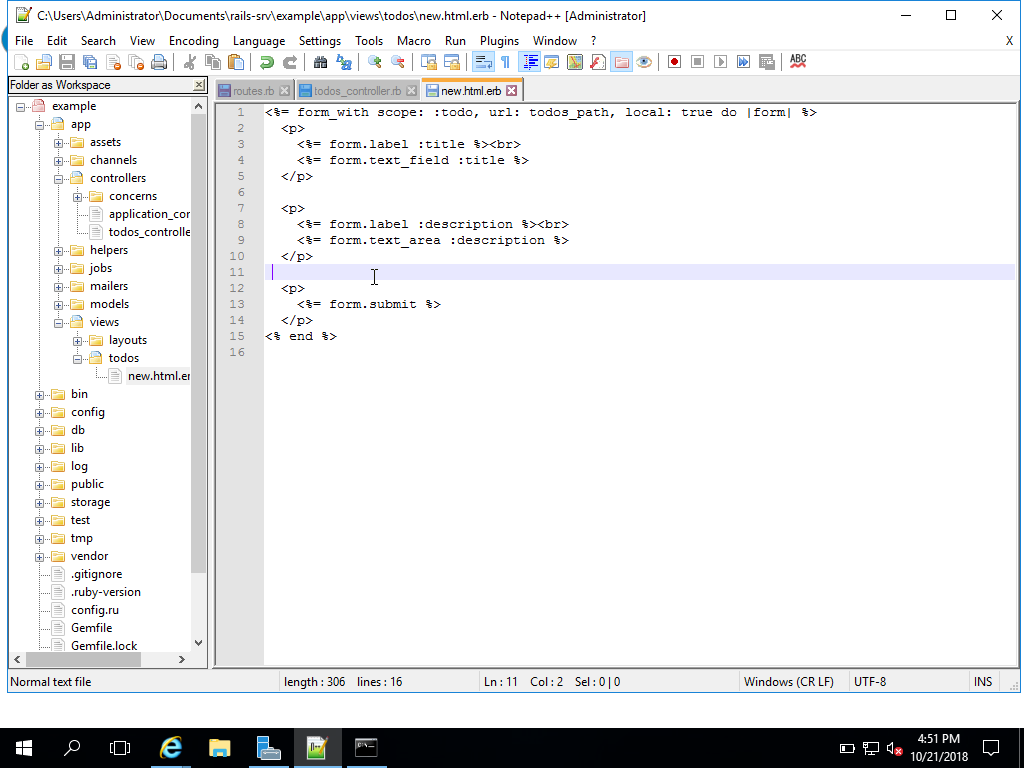 C:\Users\Administrator\Documents\rails-srv\example\app\views\todos\new.html.erb - Notepad++ [Administrator]
File Edit Search View Encoding Language Settings Tools Macro Run Plugins Window ? X
ABC
Folder as Workspace
routes.rb todos_controller.rb new.html.erb
example
app
assets
channels
controllers
concerns
application_cor
todos_controlle
helpers
jobs
mailers
models
views
layouts
todos
new.html.er
bin
config
db
lib
log
public
storage
test
tmp
vendor
.gitignore
.ruby-version
config.ru
Gemfile
Gemfile.lock
1 <%= form_with scope: :todo, url: todos_path, local: true do |form| %>
2 <p>
3 <%= form.label :title %><br>
4 <%= form.text_field :title %>
5 </p>
6
7 <p>
8 <%= form.label :description %><br>
9 <%= form.text_area :description %>
10 </p>
11
12 <p>
13 <%= form.submit %>
14 </p>
15 <% end %>
16
Normal text file length : 306 lines : 16 Ln : 11 Col : 2 Sel : 0 | 0 Windows (CR LF) UTF-8 INS
4:51 PM
10/21/2018